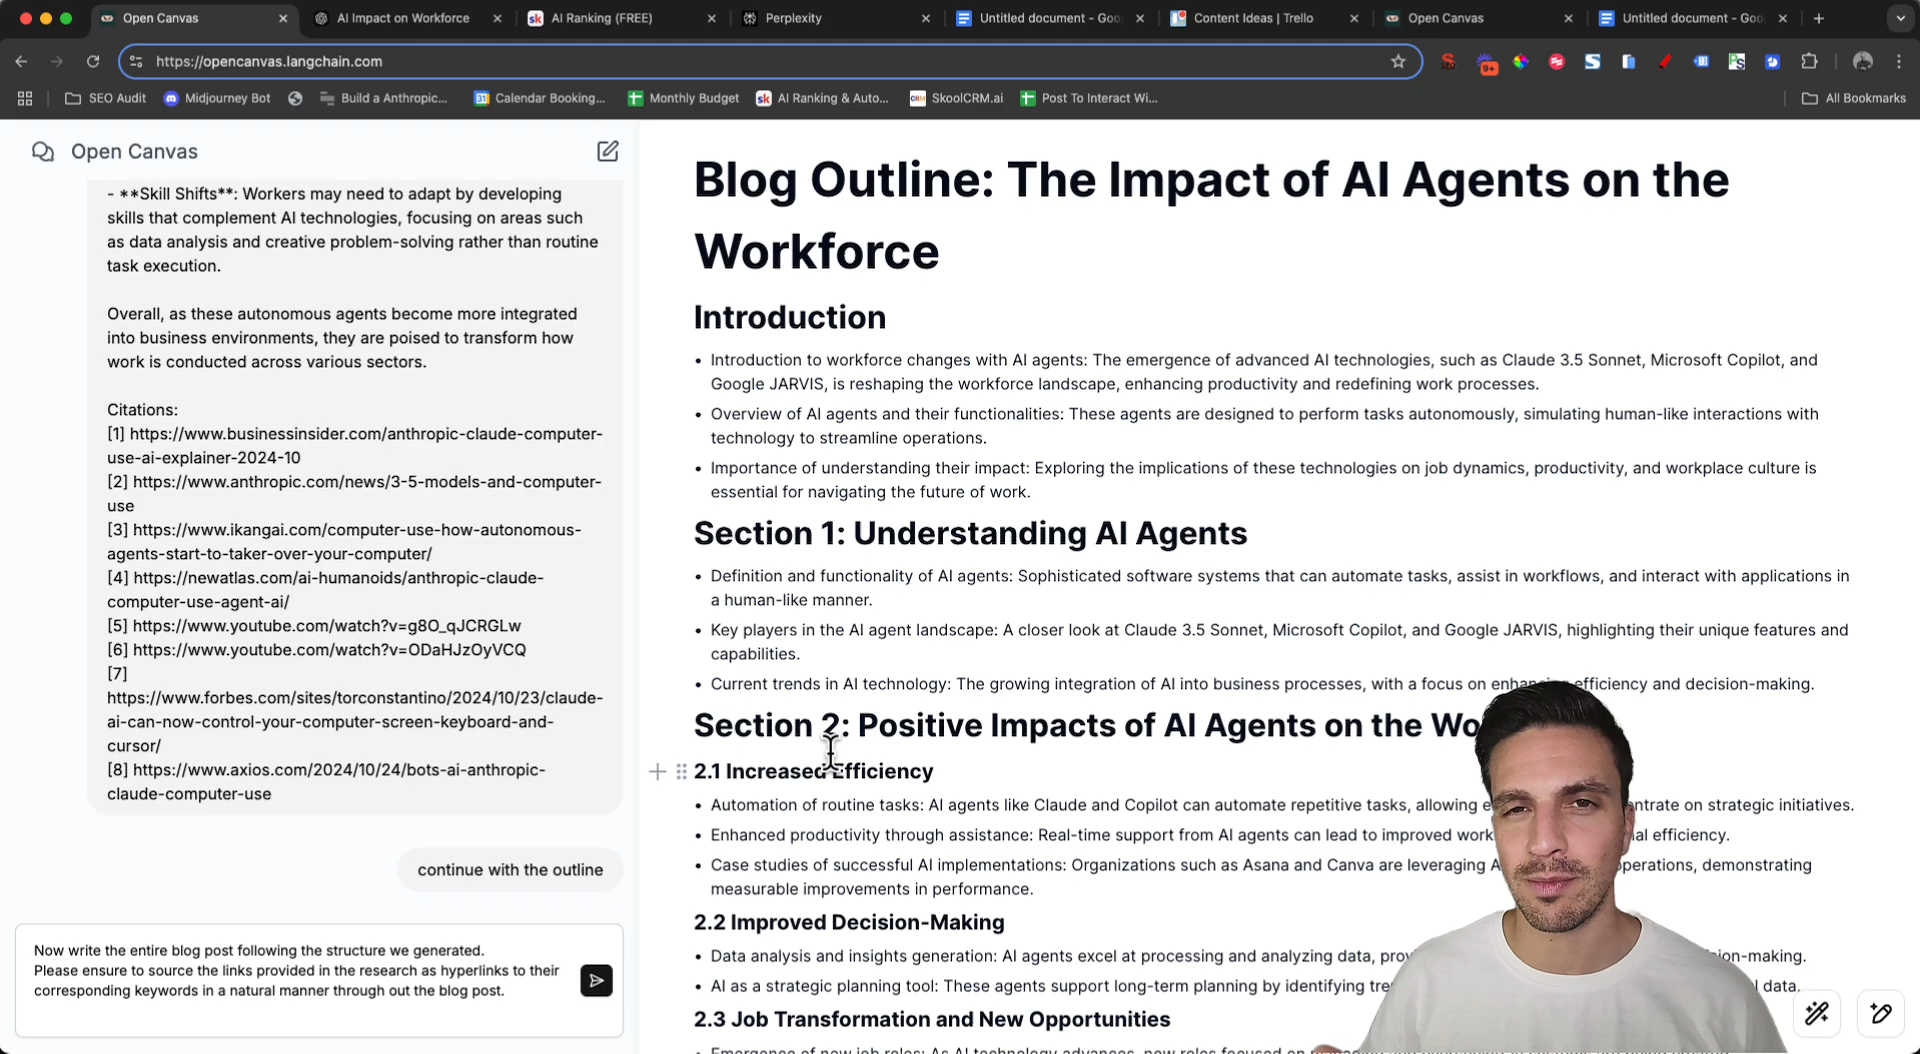 Open Canvas
AI Impact on Workforce
AI Ranking (FREE)
Perplexity
Untitled document - Goo
Content Ideas | Trello
Open Canvas
Untitled document - Goo
https://opencanvas.langchain.com
9+
SEO Audit
Midjourney Bot
Build a Anthropic...
Calendar Booking...
Monthly Budget
AI Ranking & Auto...
SkoolCRM.ai
Post To Interact Wi...
All Bookmarks
Open Canvas
- **Skill Shifts**: Workers may need to adapt by developing
skills that complement AI technologies, focusing on areas such
as data analysis and creative problem-solving rather than routine
task execution.
Overall, as these autonomous agents become more integrated
into business environments, they are poised to transform how
work is conducted across various sectors.
Citations:
[1] https://www.businessinsider.com/anthropic-claude-computer-
use-ai-explainer-2024-10
[2] https://www.anthropic.com/news/3-5-models-and-computer-
use
[3] https://www.ikangai.com/computer-use-how-autonomous-
agents-start-to-taker-over-your-computer/
[4] https://newatlas.com/ai-humanoids/anthropic-claude-
computer-use-agent-ai/
[5] https://www.youtube.com/watch?v=g8O_qJCRGLw
[6] https://www.youtube.com/watch?v=ODaHJzOyVCQ
[7]
https://www.forbes.com/sites/torconstantino/2024/10/23/claude-
ai-can-now-control-your-computer-screen-keyboard-and-
cursor/
[8] https://www.axios.com/2024/10/24/bots-ai-anthropic-
claude-computer-use
continue with the outline
Now write the entire blog post following the structure we generated.
Please ensure to source the links provided in the research as hyperlinks to their
corresponding keywords in a natural manner through out the blog post.
Blog Outline: The Impact of AI Agents on the
Workforce
Introduction
• Introduction to workforce changes with AI agents: The emergence of advanced AI technologies, such as Claude 3.5 Sonnet, Microsoft Copilot, and
Google JARVIS, is reshaping the workforce landscape, enhancing productivity and redefining work processes.
• Overview of AI agents and their functionalities: These agents are designed to perform tasks autonomously, simulating human-like interactions with
technology to streamline operations.
• Importance of understanding their impact: Exploring the implications of these technologies on job dynamics, productivity, and workplace culture is
essential for navigating the future of work.
Section 1: Understanding AI Agents
• Definition and functionality of AI agents: Sophisticated software systems that can automate tasks, assist in workflows, and interact with applications in
a human-like manner.
• Key players in the AI agent landscape: A closer look at Claude 3.5 Sonnet, Microsoft Copilot, and Google JARVIS, highlighting their unique features and
capabilities.
• Current trends in AI technology: The growing integration of AI into business processes, with a focus on enhancing efficiency and decision-making.
Section 2: Positive Impacts of AI Agents on the Wo
2.1 Increased Efficiency
• Automation of routine tasks: AI agents like Claude and Copilot can automate repetitive tasks, allowing e ntrate on strategic initiatives.
• Enhanced productivity through assistance: Real-time support from AI agents can lead to improved work al efficiency.
• Case studies of successful AI implementations: Organizations such as Asana and Canva are leveraging A operations, demonstrating
measurable improvements in performance.
2.2 Improved Decision-Making
• Data analysis and insights generation: AI agents excel at processing and analyzing data, prov ion-making.
• AI as a strategic planning tool: These agents support long-term planning by identifying tre l data.
2.3 Job Transformation and New Opportunities